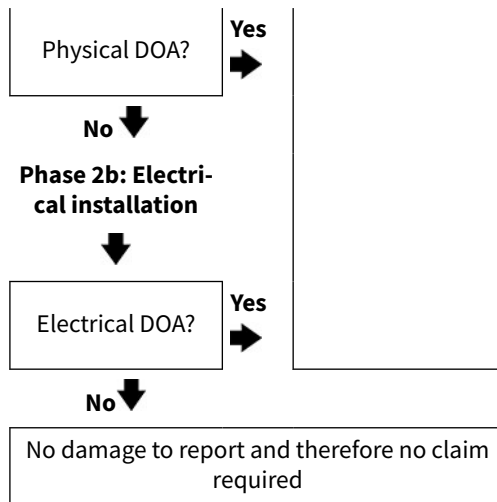 Yes
Physical DOA?
No
Phase 2b: Electri-
cal installation
Yes
Electrical DOA?
No
No damage to report and therefore no claim
required